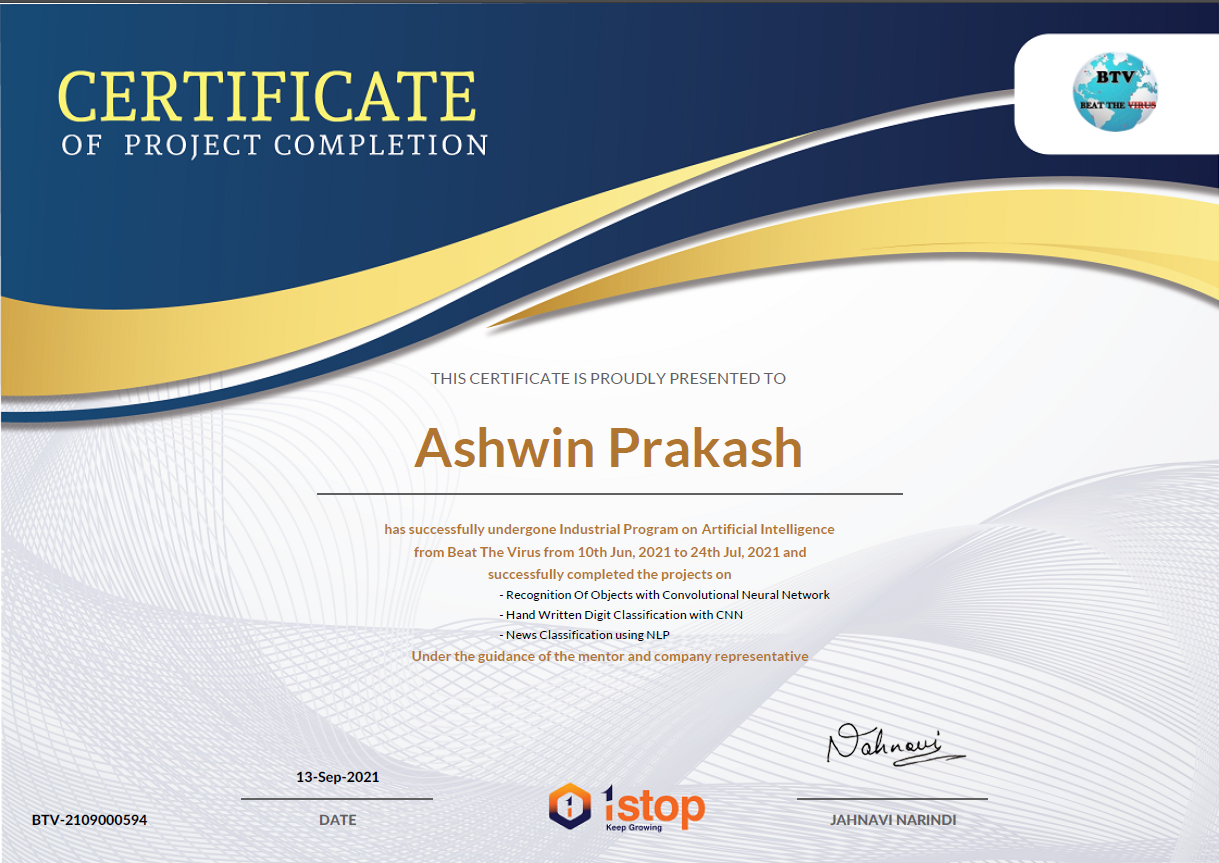 CERTIFICATE
OF PROJECT COMPLETION
BTV
BEAT THE VIRUS
THIS CERTIFICATE IS PROUDLY PRESENTED TO
Ashwin Prakash
has successfully undergone Industrial Program on Artificial Intelligence
from Beat The Virus from 10th Jun, 2021 to 24th Jul, 2021 and
successfully completed the projects on
- Recognition Of Objects with Convolutional Neural Network
- Hand Written Digit Classification with CNN
- News Classification using NLP
Under the guidance of the mentor and company representative
Jahnavi
13-Sep-2021
1stop
Keep Growing
BTV-2109000594
DATE
JAHNAVI NARINDI